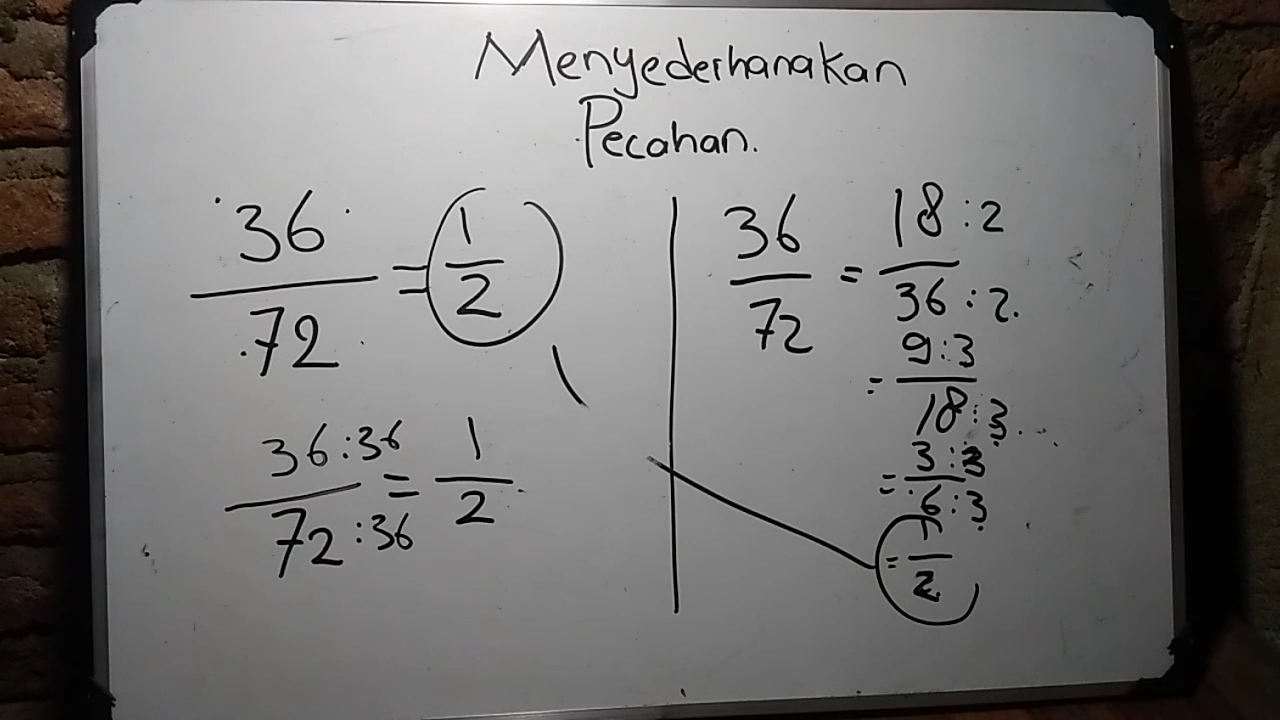 Menyederhanakan
Pecahan.
36/72 = 1/2
36:36/72:36 = 1/2
36/72 = 18:2/36:2
= 9:3/18:3
= 3:3/6:3
= 1/2